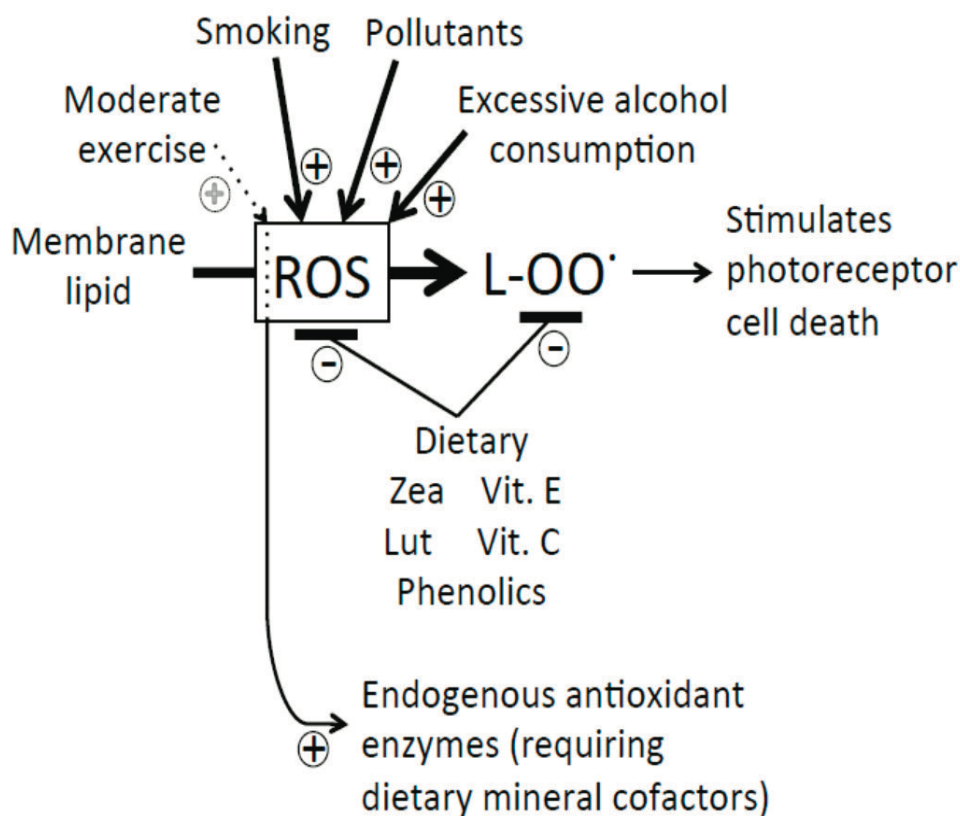 Smoking
Pollutants
Moderate
exercise
Excessive alcohol
consumption
+
+
+
+
Membrane
lipid
ROS
L-OO˙
Stimulates
photoreceptor
cell death
-
-
Dietary
Zea Vit. E
Lut Vit. C
Phenolics
+
Endogenous antioxidant
enzymes (requiring
dietary mineral cofactors)